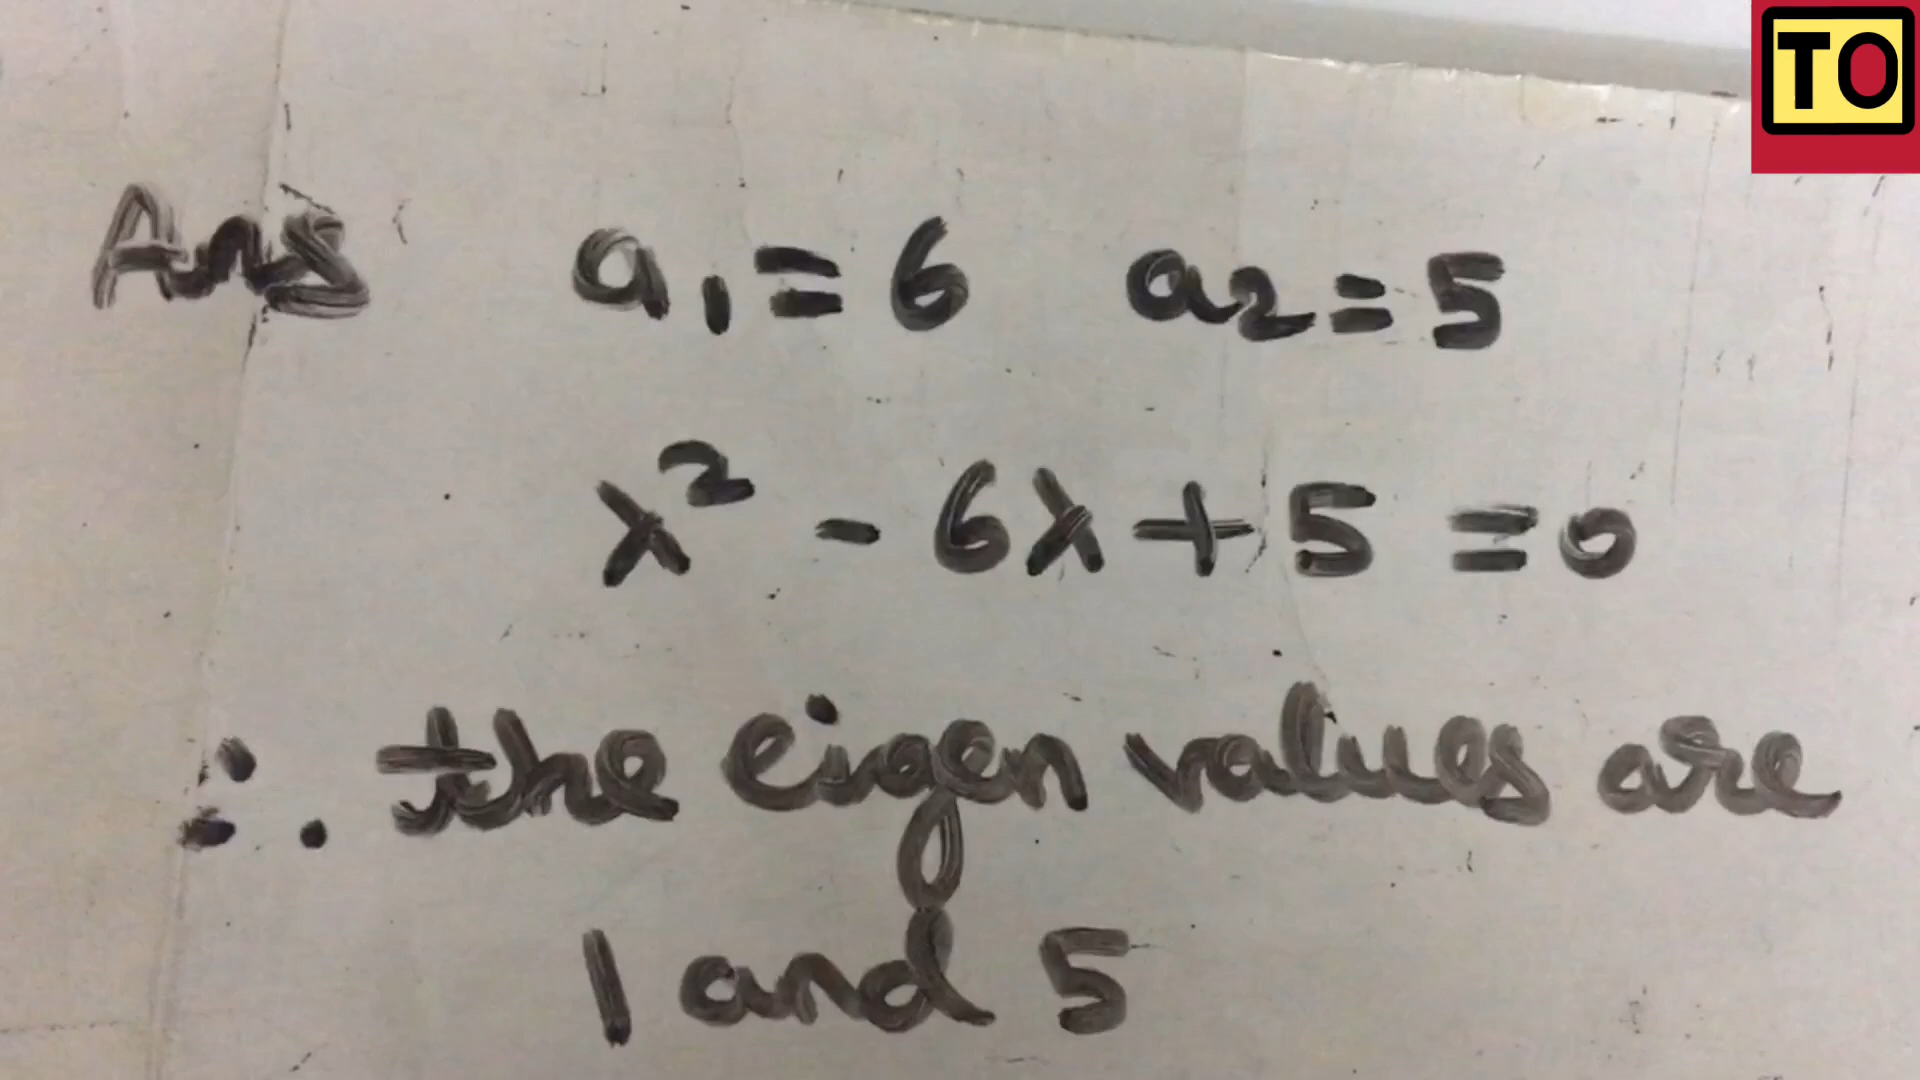 TO
Ans a₁ = 6 a₂ = 5
λ² - 6λ + 5 = 0
∴ the eigen values are
1 and 5